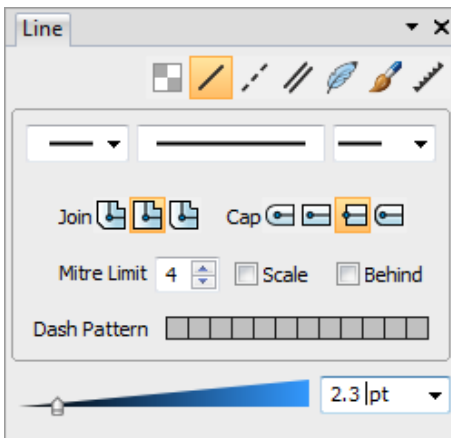 Line
Join Cap
Mitre Limit 4 Scale Behind
Dash Pattern
2.3 pt